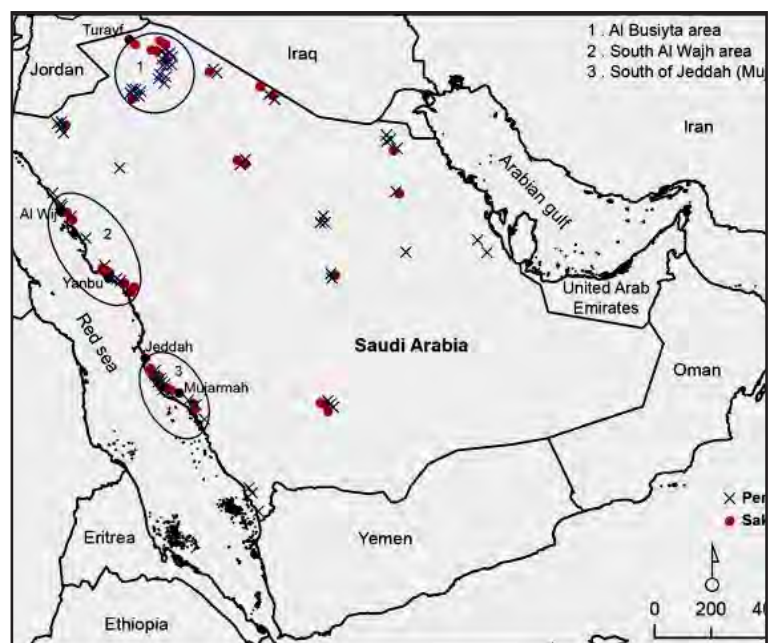 Turayf
Iraq
1 . Al Busiyta area
2 . South Al Wajh area
3 . South of Jeddah (Muj
Jordan
1
Iran
Arabian gulf
Al Wij
2
Yanbu
United Arab
Emirates
Red sea
Jeddah
Saudi Arabia
3
Mujarmah
Oman
Per
Sak
Eritrea
Yemen
Ethiopia
0 200 40